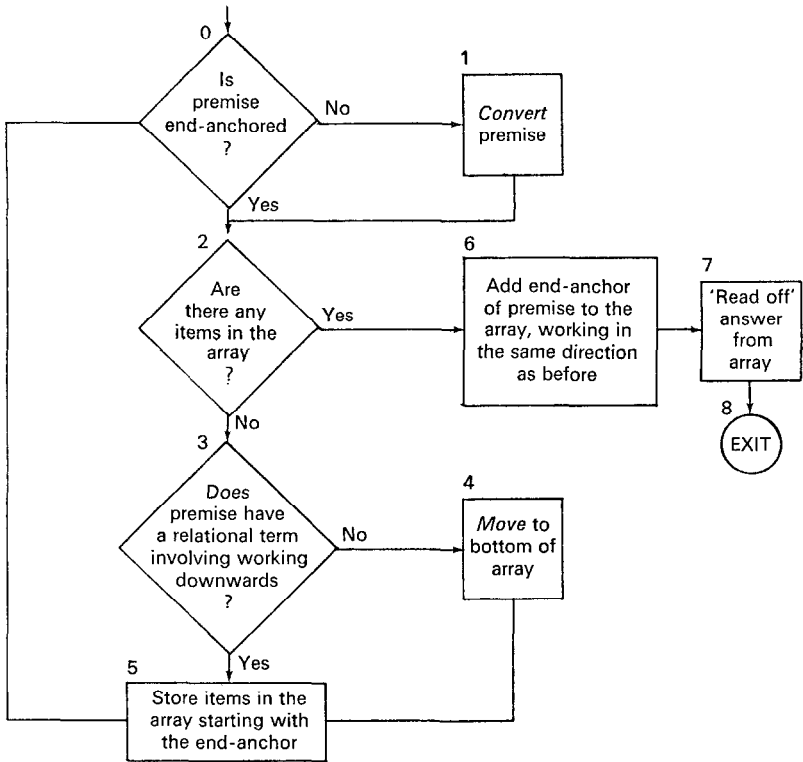 0
Is
premise
end-anchored
?
No
1
Convert
premise
Yes
2
Are
there any
items in the
array
?
Yes
6
Add end-anchor
of premise to the
array, working in
the same direction
as before
7
'Read off'
answer
from
array
8
EXIT
No
3
Does
premise have
a relational term
involving working
downwards
?
No
4
Move to
bottom of
array
Yes
5
Store items in the
array starting with
the end-anchor